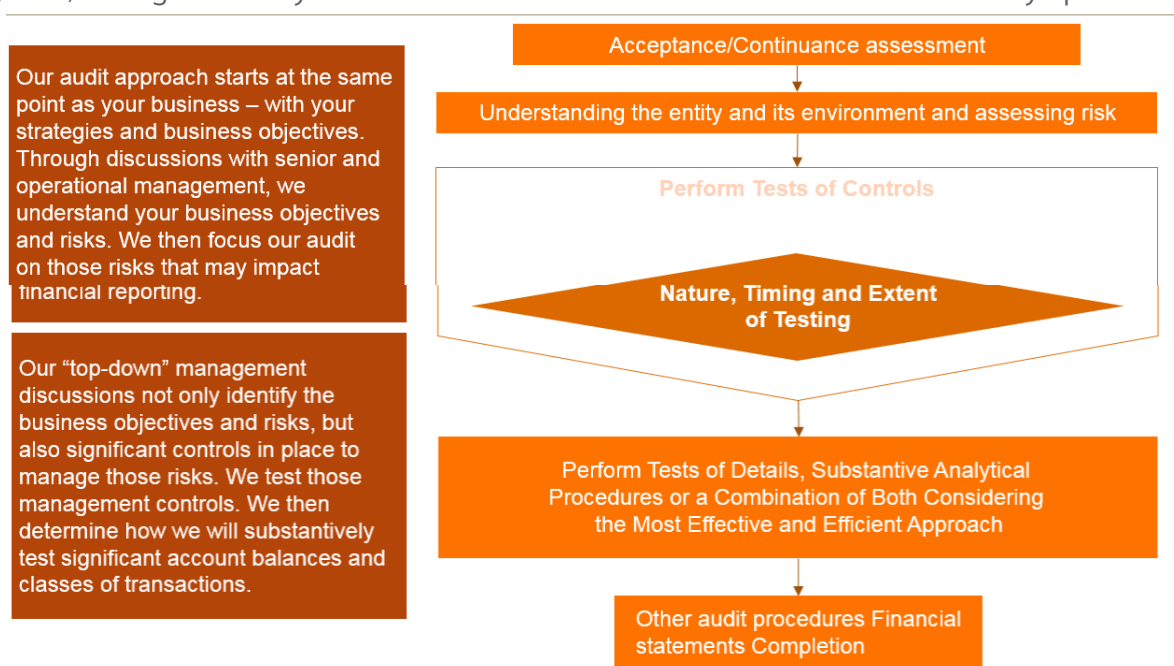 Our audit approach starts at the same
point as your business – with your
strategies and business objectives.
Through discussions with senior and
operational management, we
understand your business objectives
and risks. We then focus our audit
on those risks that may impact
financial reporting.
Our “top-down” management
discussions not only identify the
business objectives and risks, but
also significant controls in place to
manage those risks. We test those
management controls. We then
determine how we will substantively
test significant account balances and
classes of transactions.
Acceptance/Continuance assessment
Understanding the entity and its environment and assessing risk
Perform Tests of Controls
Nature, Timing and Extent
of Testing
Perform Tests of Details, Substantive Analytical
Procedures or a Combination of Both Considering
the Most Effective and Efficient Approach
Other audit procedures Financial
statements Completion